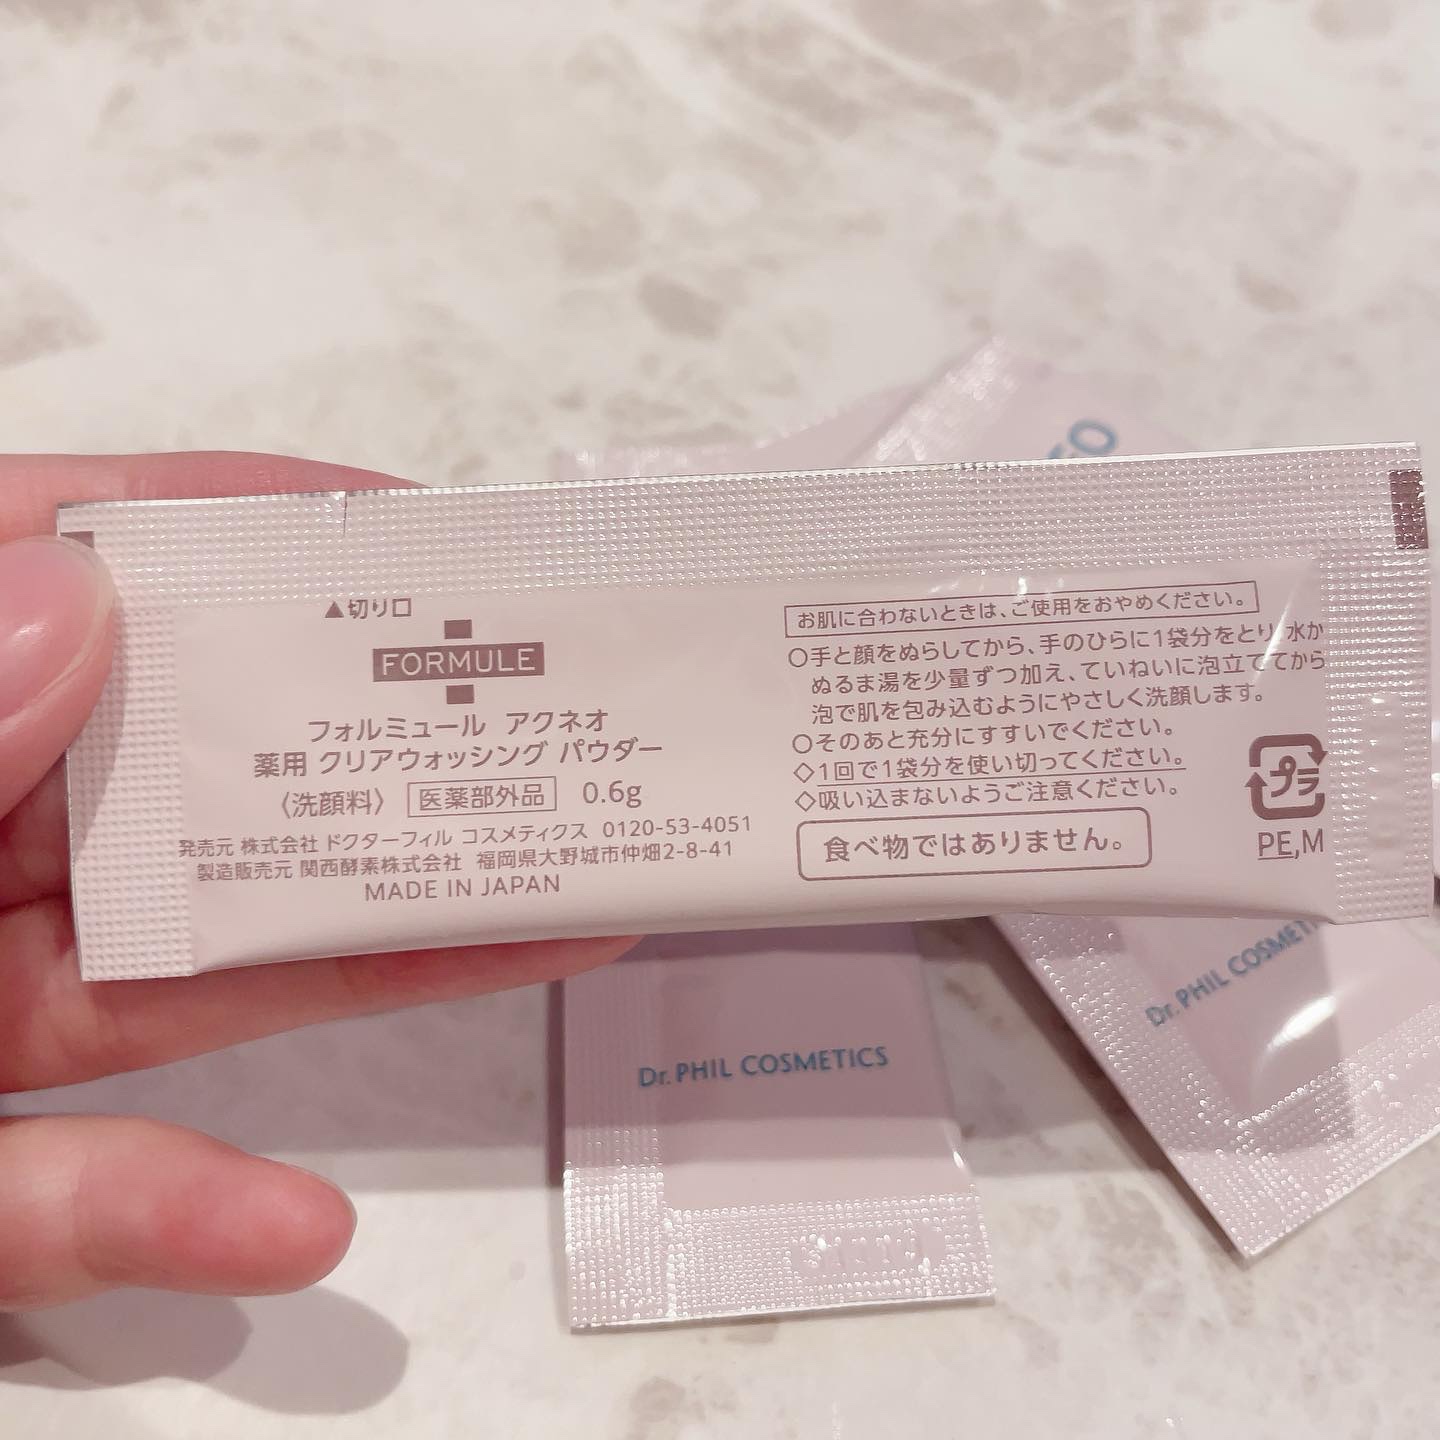 ▲切り口
FORMULE
フォルミュール アクネオ
薬用 クリアウォッシング パウダー
〈洗顔料〉 医薬部外品 0.6g
発売元 株式会社 ドクターフィル コスメティクス 0120-53-4051
製造販売元 関西酵素株式会社 福岡県大野城市仲畑2-8-41
MADE IN JAPAN
お肌に合わないときは、ご使用をおやめください。
○手と顔をぬらしてから、手のひらに1袋分をとり、水か
ぬるま湯を少量ずつ加え、ていねいに泡立ててから
泡で肌を包み込むようにやさしく洗顔します。
○そのあと充分にすすいでください。
◇1回で1袋分を使い切ってください。
◇吸い込まないようご注意ください。
食べ物ではありません。
プラ
PE,M
EO
Dr.PHIL COSMETICS
Dr.PHIL COSMETI